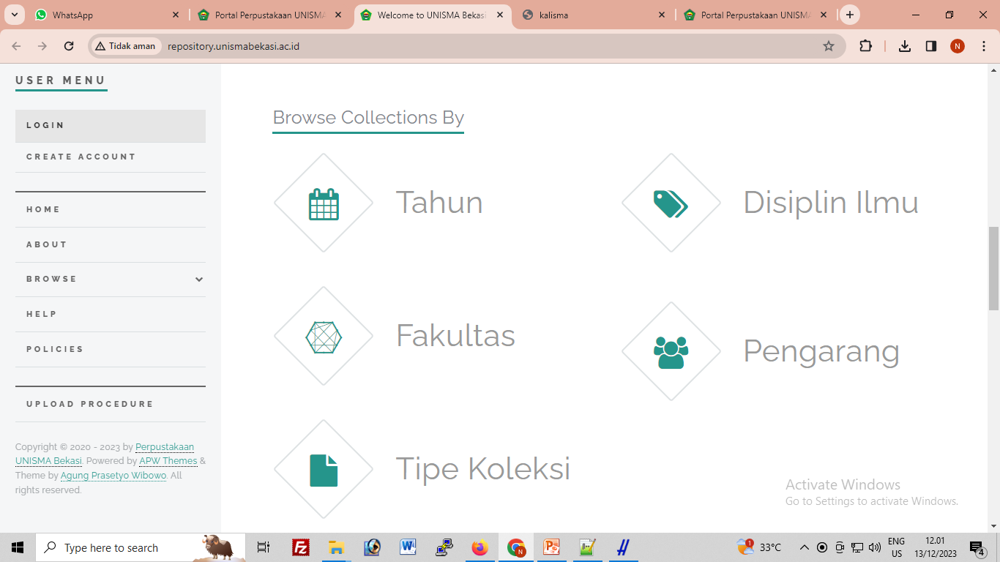 WhatsApp
Portal Perpustakaan UNISMA
Welcome to UNISMA Bekasi
kalisma
Portal Perpustakaan UNISMA
Tidak aman
repository.unismabekasi.ac.id
N
USER MENU
LOGIN
CREATE ACCOUNT
HOME
ABOUT
BROWSE
HELP
POLICIES
UPLOAD PROCEDURE
Copyright © 2020 - 2023 by Perpustakaan
UNISMA Bekasi. Powered by APW Themes &
Theme by Agung Prasetyo Wibowo. All
rights reserved.
Browse Collections By
Tahun
Disiplin Ilmu
Fakultas
Pengarang
Tipe Koleksi
Activate Windows
Go to Settings to activate Windows.
Type here to search
Fz
W
N
P
H
1
33°C
ENG
US
12.01
13/12/2023
4